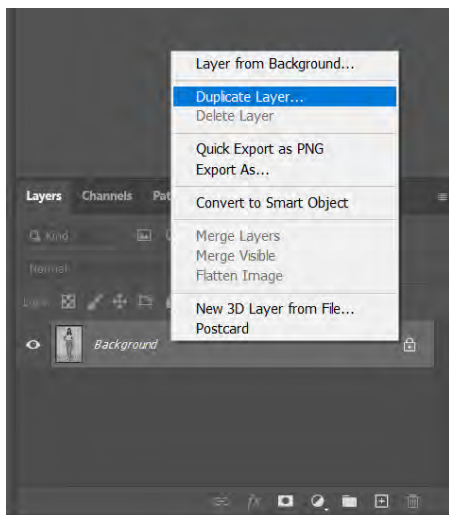 Layer from Background...
Duplicate Layer...
Delete Layer
Quick Export as PNG
Export As...
Convert to Smart Object
Merge Layers
Merge Visible
Flatten Image
New 3D Layer from File...
Postcard
Layers Channels
Kind
Normal
Background
fx